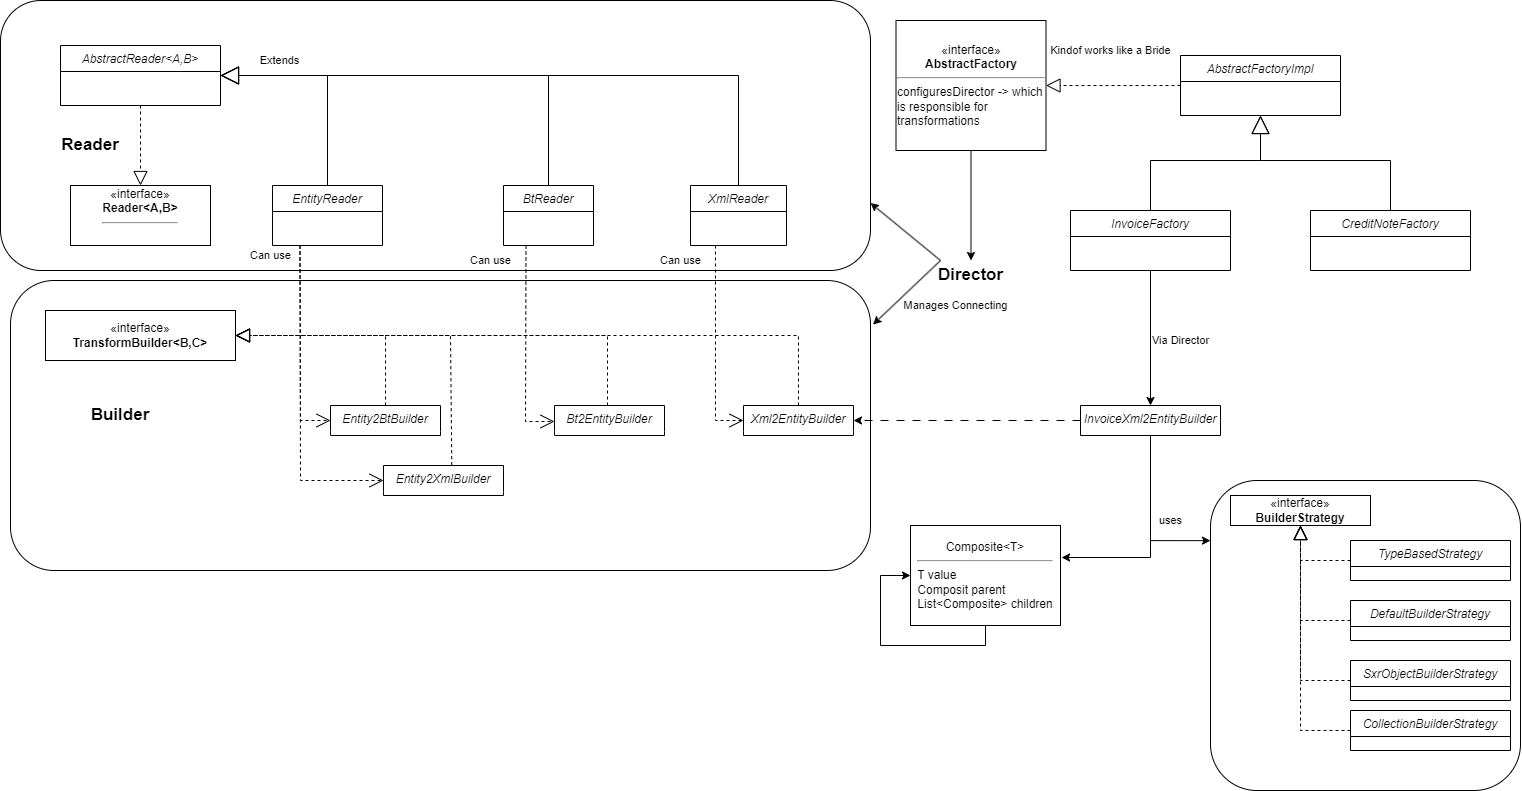 AbstractReader<A,B>
Extends
Reader
«interface»
Reader<A,B>
EntityReader
BtReader
XmlReader
Can use
Can use
Can use
«interface»
AbstractFactory
configuresDirector -> which
is responsible for
transformations
Kindof works like a Bride
AbstractFactoryImpl
InvoiceFactory
CreditNoteFactory
Director
Manages Connecting
Via Director
«interface»
TransformBuilder<B,C>
Builder
Entity2BtBuilder
Bt2EntityBuilder
Xml2EntityBuilder
InvoiceXml2EntityBuilder
Entity2XmlBuilder
uses
Composite<T>
T value
Composit parent
List<Composite> children
«interface»
BuilderStrategy
TypeBasedStrategy
DefaultBuilderStrategy
SxrObjectBuilderStrategy
CollectionBuilderStrategy